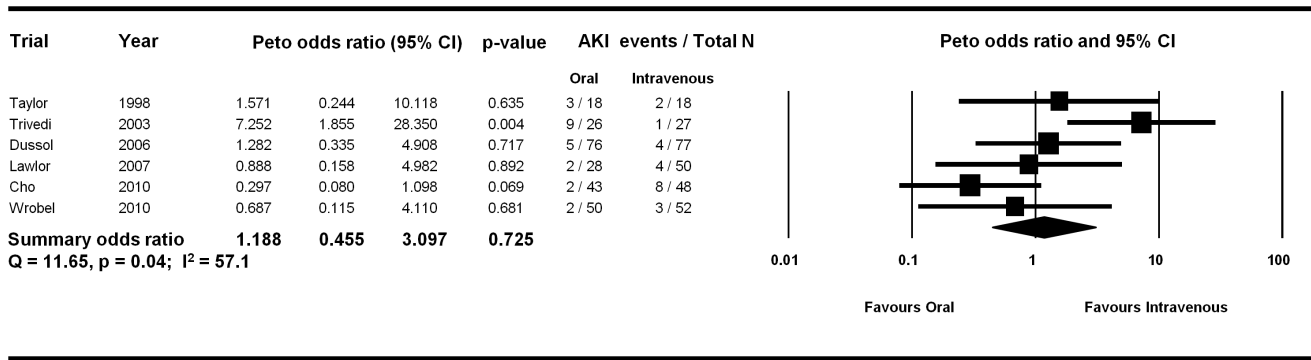 Trial Year Peto odds ratio (95% CI) p-value AKI events / Total N Peto odds ratio and 95% CI
Oral Intravenous
Taylor 1998 1.571 0.244 10.118 0.635 3 / 18 2 / 18
Trivedi 2003 7.252 1.855 28.350 0.004 9 / 26 1 / 27
Dussol 2006 1.282 0.335 4.908 0.717 5 / 76 4 / 77
Lawlor 2007 0.888 0.158 4.982 0.892 2 / 28 4 / 50
Cho 2010 0.297 0.080 1.098 0.069 2 / 43 8 / 48
Wrobel 2010 0.687 0.115 4.110 0.681 2 / 50 3 / 52
Summary odds ratio 1.188 0.455 3.097 0.725
Q = 11.65, p = 0.04; I² = 57.1
0.01 0.1 1 10 100
Favours Oral Favours Intravenous